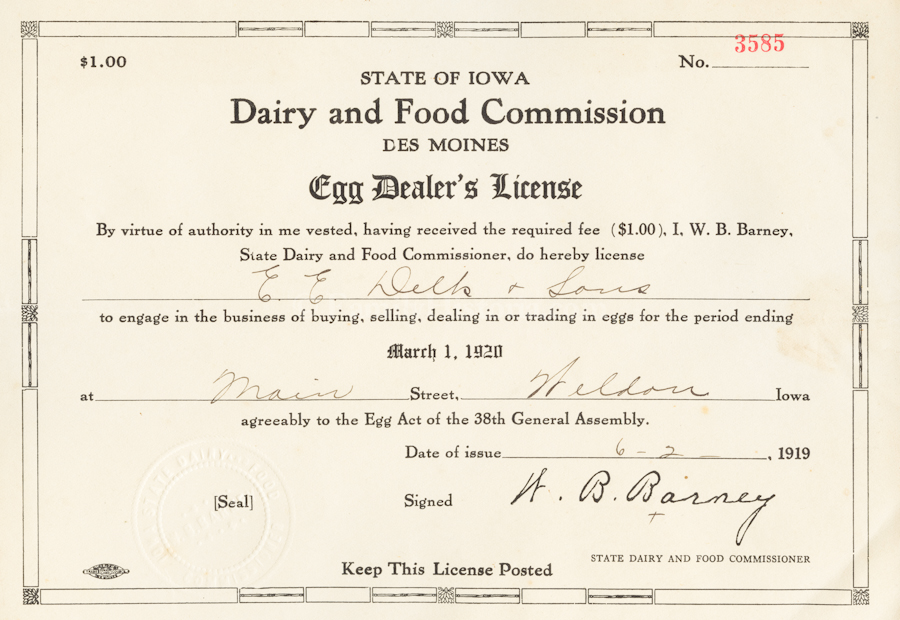 3585
$1.00 No.
STATE OF IOWA
Dairy and Food Commission
DES MOINES
Egg Dealer's License
By virtue of authority in me vested, having received the required fee ($1.00), I, W. B. Barney,
State Dairy and Food Commissioner, do hereby license
E. E. Delk & Sons
to engage in the business of buying, selling, dealing in or trading in eggs for the period ending
March 1, 1920
at Main Street, Weldon Iowa
agreeably to the Egg Act of the 38th General Assembly.
Date of issue 6-2- , 1919
[Seal] Signed W. B. Barney
STATE DAIRY AND FOOD COMMISSIONER
Keep This License Posted